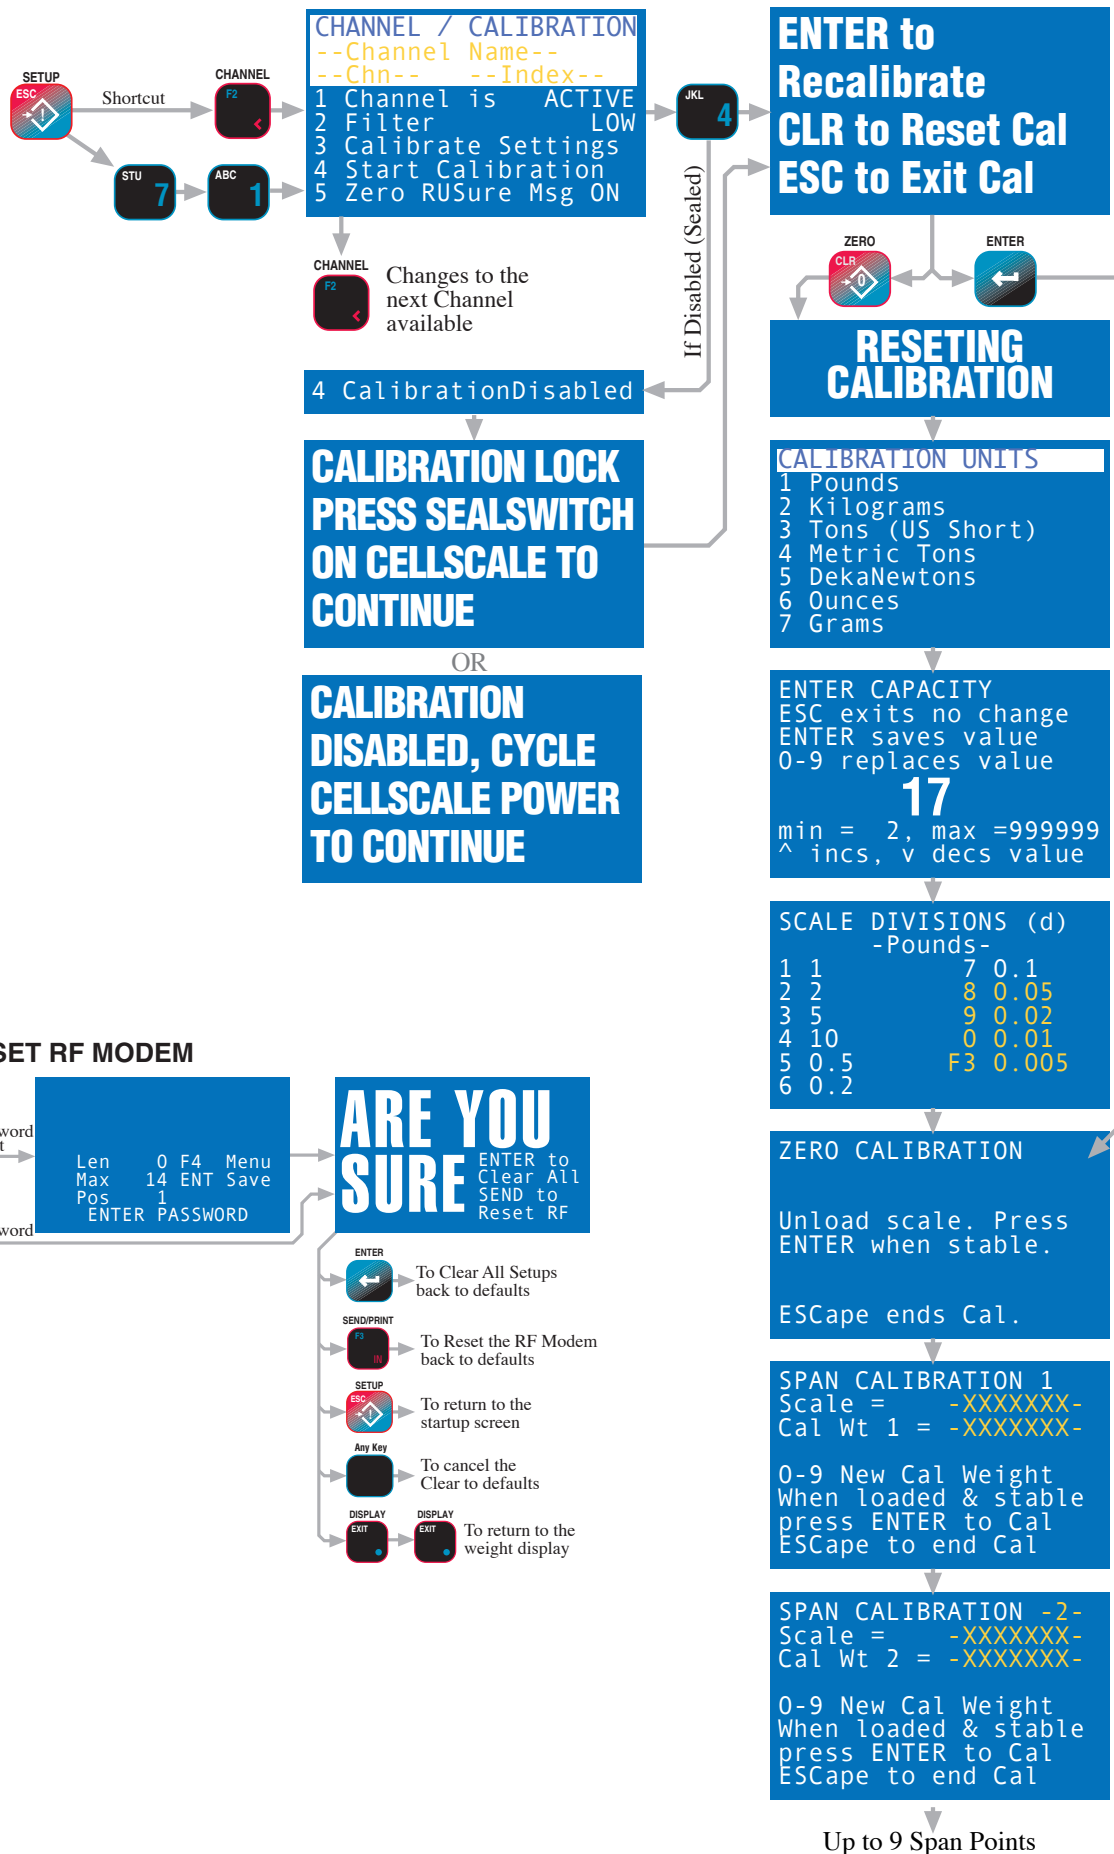 SETUP
ESC
Shortcut
CHANNEL
F2
<
STU
7
ABC
1
CHANNEL / CALIBRATION
--Channel Name--
--Chn-- --Index--
1 Channel is ACTIVE
2 Filter LOW
3 Calibrate Settings
4 Start Calibration
5 Zero RUSure Msg ON
JKL
4
CHANNEL
F2
<
Changes to the
next Channel
available
If Disabled (Sealed)
4 CalibrationDisabled
CALIBRATION LOCK
PRESS SEALSWITCH
ON CELLSCALE TO
CONTINUE
OR
CALIBRATION
DISABLED, CYCLE
CELLSCALE POWER
TO CONTINUE
ENTER to
Recalibrate
CLR to Reset Cal
ESC to Exit Cal
ZERO
CLR
0
ENTER
RESETING
CALIBRATION
CALIBRATION UNITS
1 Pounds
2 Kilograms
3 Tons (US Short)
4 Metric Tons
5 DekaNewtons
6 Ounces
7 Grams
ENTER CAPACITY
ESC exits no change
ENTER saves value
0-9 replaces value
17
min = 2, max =999999
^ incs, v decs value
SCALE DIVISIONS (d)
-Pounds-
1 1 7 0.1
2 2 8 0.05
3 5 9 0.02
4 10 0 0.01
5 0.5 F3 0.005
6 0.2
ZERO CALIBRATION
Unload scale. Press
ENTER when stable.
ESCape ends Cal.
SPAN CALIBRATION 1
Scale = -XXXXXXX-
Cal Wt 1 = -XXXXXXX-
0-9 New Cal Weight
When loaded & stable
press ENTER to Cal
ESCape to end Cal
SPAN CALIBRATION -2-
Scale = -XXXXXXX-
Cal Wt 2 = -XXXXXXX-
0-9 New Cal Weight
When loaded & stable
press ENTER to Cal
ESCape to end Cal
Up to 9 Span Points
SET RF MODEM
word
t
word
Len 0 F4 Menu
Max 14 ENT Save
Pos 1
ENTER PASSWORD
ARE YOU
SURE
ENTER to
Clear All
SEND to
Reset RF
ENTER
To Clear All Setups
back to defaults
SEND/PRINT
F3
IN
To Reset the RF Modem
back to defaults
SETUP
ESC
To return to the
startup screen
Any Key
To cancel the
Clear to defaults
DISPLAY
EXIT
DISPLAY
EXIT
To return to the
weight display